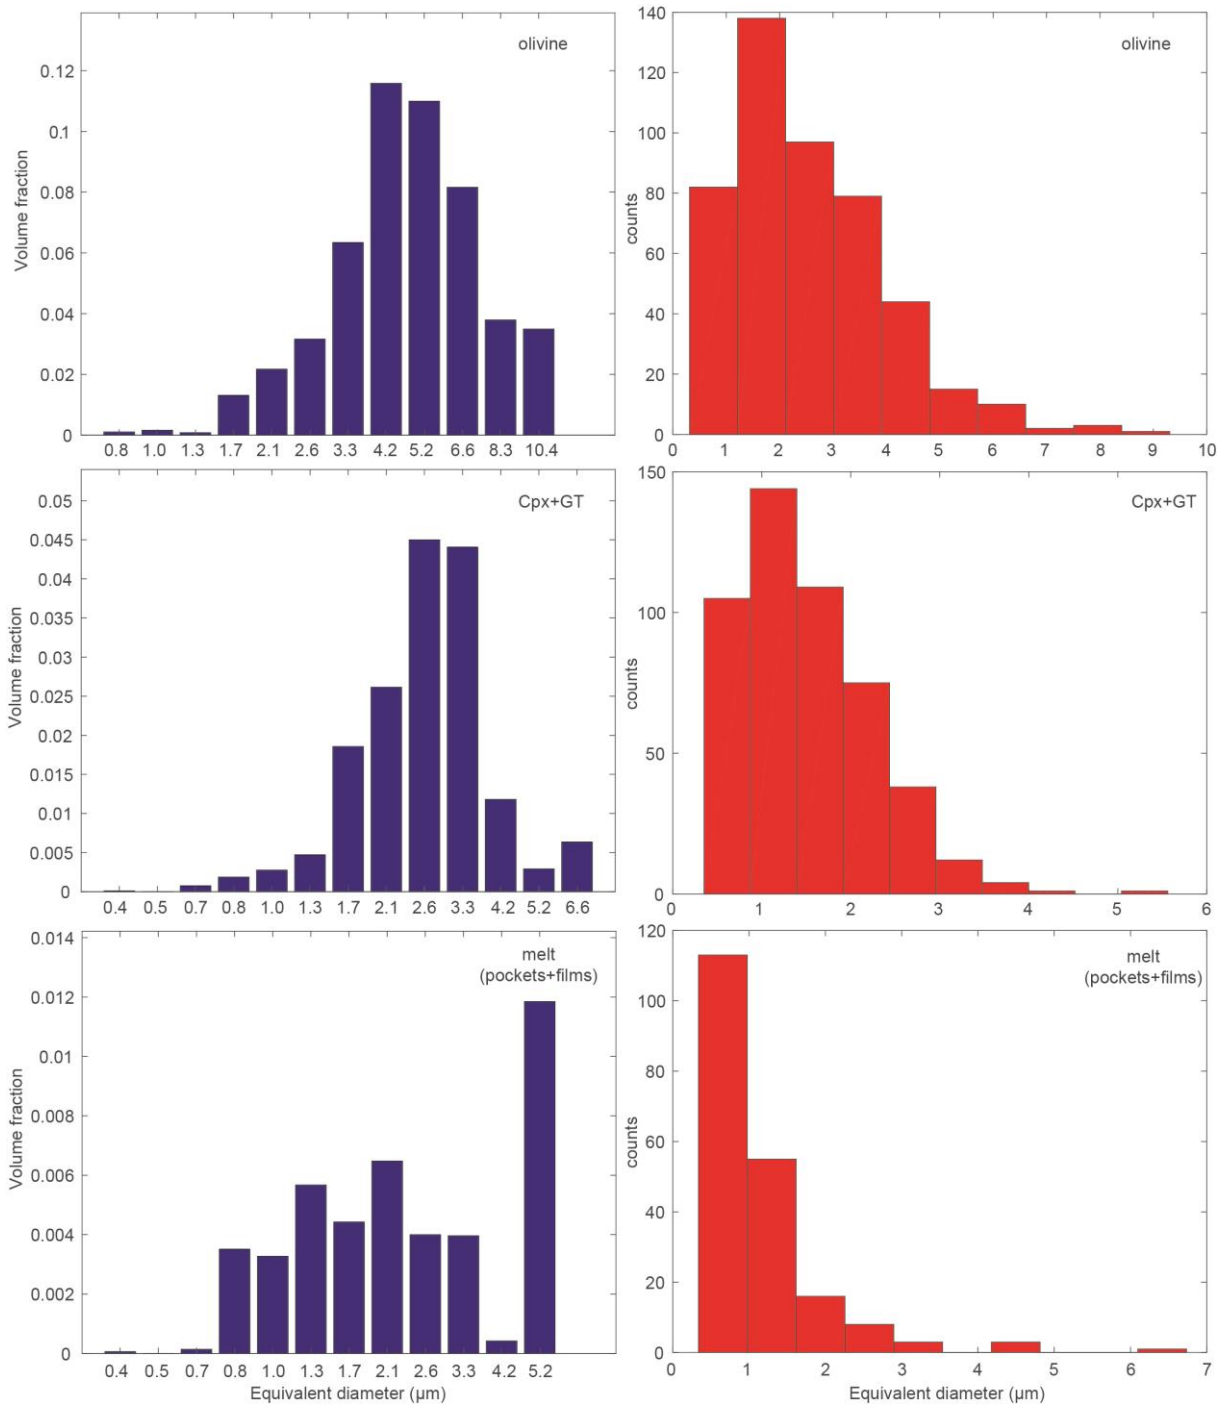 olivine
0.12
0.1
0.08
0.06
0.04
0.02
0
Volume fraction
0.8 1.0 1.3 1.7 2.1 2.6 3.3 4.2 5.2 6.6 8.3 10.4
olivine
140
120
100
80
60
40
20
0
counts
0 1 2 3 4 5 6 7 8 9 10
Cpx+GT
0.05
0.045
0.04
0.035
0.03
0.025
0.02
0.015
0.01
0.005
0
Volume fraction
0.4 0.5 0.7 0.8 1.0 1.3 1.7 2.1 2.6 3.3 4.2 5.2 6.6
Cpx+GT
150
100
50
0
counts
0 1 2 3 4 5 6
melt
(pockets+films)
0.014
0.012
0.01
0.008
0.006
0.004
0.002
0
Volume fraction
0.4 0.5 0.7 0.8 1.0 1.3 1.7 2.1 2.6 3.3 4.2 5.2
Equivalent diameter (µm)
melt
(pockets+films)
120
100
80
60
40
20
0
counts
0 1 2 3 4 5 6 7
Equivalent diameter (µm)